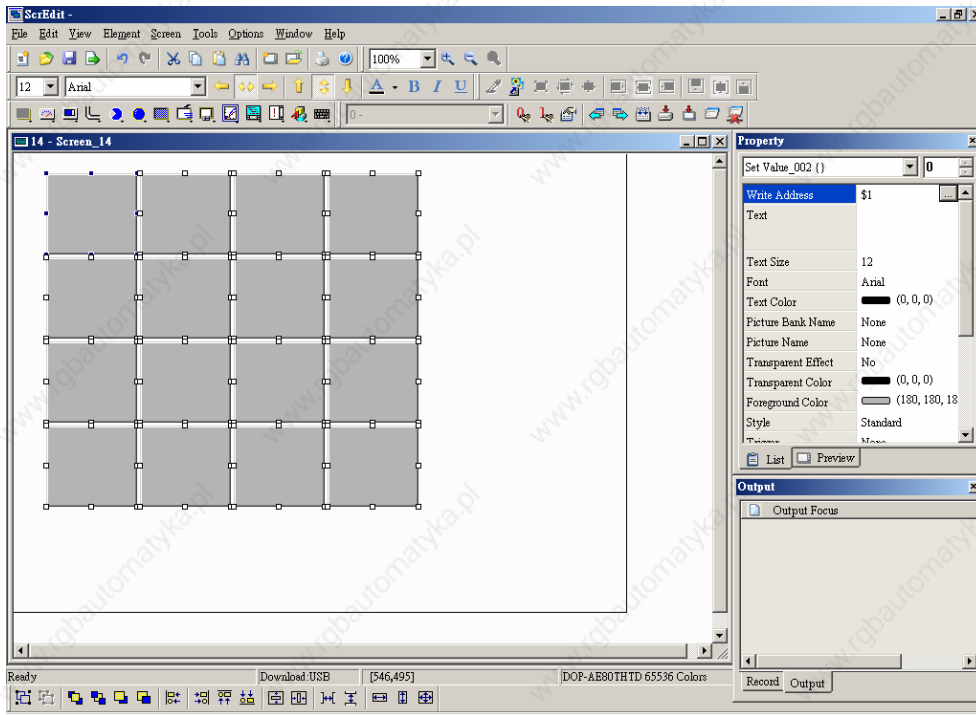 ScrEdit -
File Edit View Element Screen Tools Options Window Help
100%
12 Arial
A B I U
0 -
14 - Screen_14
Property
Set Value_002 {} 0
Write Address $1 ...
Text
Text Size 12
Font Arial
Text Color (0, 0, 0)
Picture Bank Name None
Picture Name None
Transparent Effect No
Transparent Color (0, 0, 0)
Foreground Color (180, 180, 18
Style Standard
Trigger None
List Preview
Output
Output Focus
Record Output
Ready Download:USB [546,495] DOP-AE80THTD 65536 Colors
www.rgbautomatyka.pl